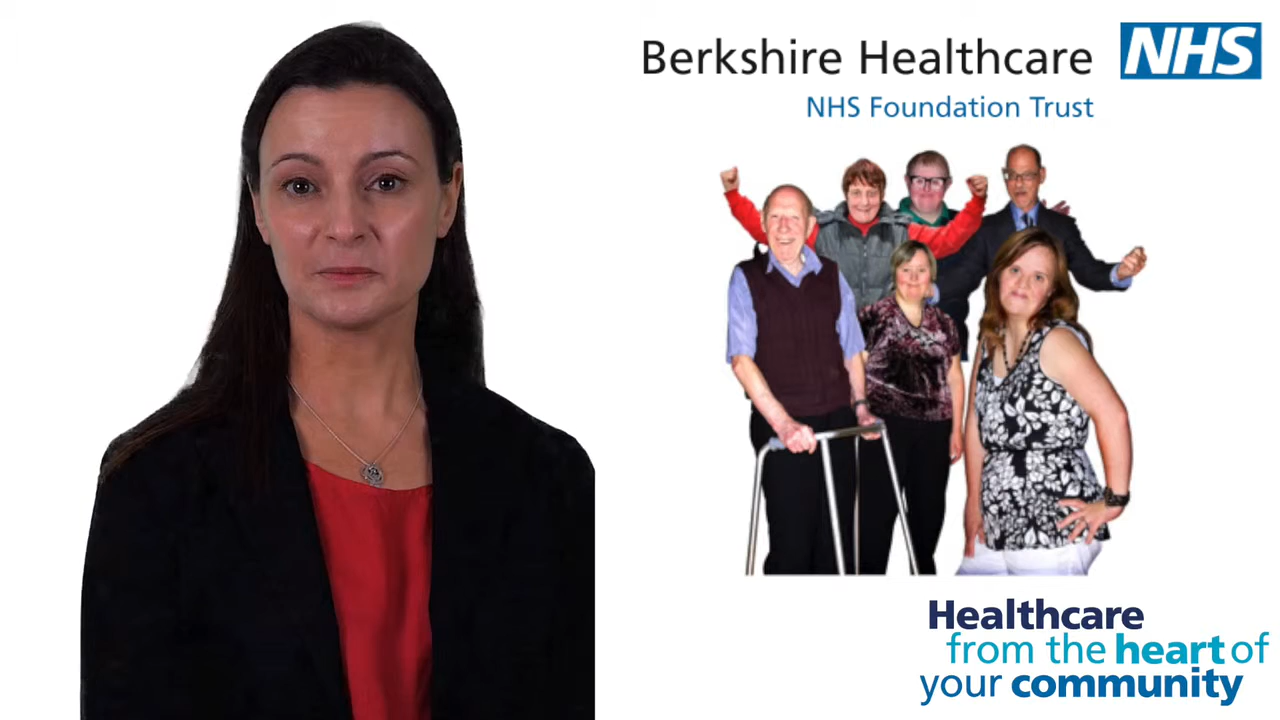 Berkshire Healthcare NHS
NHS Foundation Trust
Healthcare
from the heart of
your community